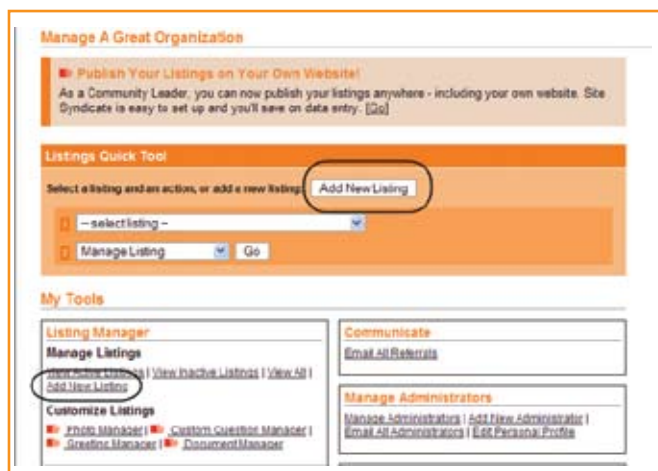 Manage A Great Organization
Publish Your Listings on Your Own Website!
As a Community Leader, you can now publish your listings anywhere - including your own website. Site
Syndicate is easy to set up and you'll save on data entry. [Go]
Listings Quick Tool
Select a listing and an action, or add a new listing: Add New Listing
-- select listing --
Manage Listing Go
My Tools
Listing Manager
Manage Listings
View Active Listings | View Inactive Listings | View All |
Add New Listing
Customize Listings
Photo Manager | Custom Question Manager |
Greeting Manager | Document Manager
Communicate
Email All Referrals
Manage Administrators
Manage Administrators | Add New Administrator |
Email All Administrators | Edit Personal Profile